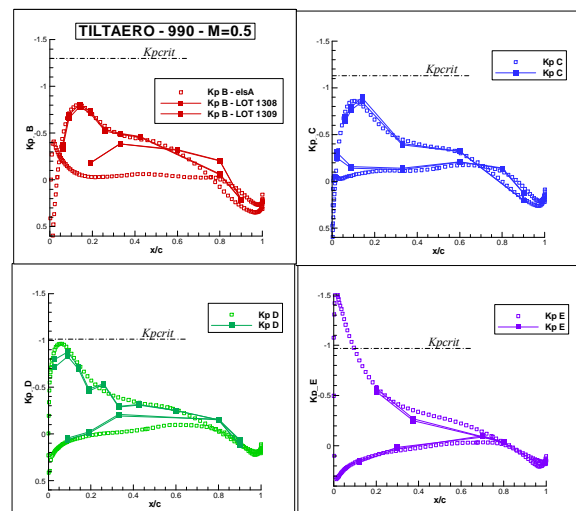 TILTAERO - 990 - M=0.5
-1.5
-1
-0.5
0
0.5
Kp_B
Kpcrit
Kp B - elsA
Kp B - LOT 1308
Kp B - LOT 1309
0 0.2 0.4 0.6 0.8 1
x/c
-1.5
-1
-0.5
0
0.5
Kp_C
Kpcrit
Kp C
Kp C
0 0.2 0.4 0.6 0.8 1
x/c
-1.5
-1
-0.5
0
0.5
Kp_D
Kpcrit
Kp D
Kp D
0 0.2 0.4 0.6 0.8 1
x/c
-1.5
-1
-0.5
0
Kp_E
Kpcrit
Kp E
Kp E
0 0.2 0.4 0.6 0.8 1
x/c